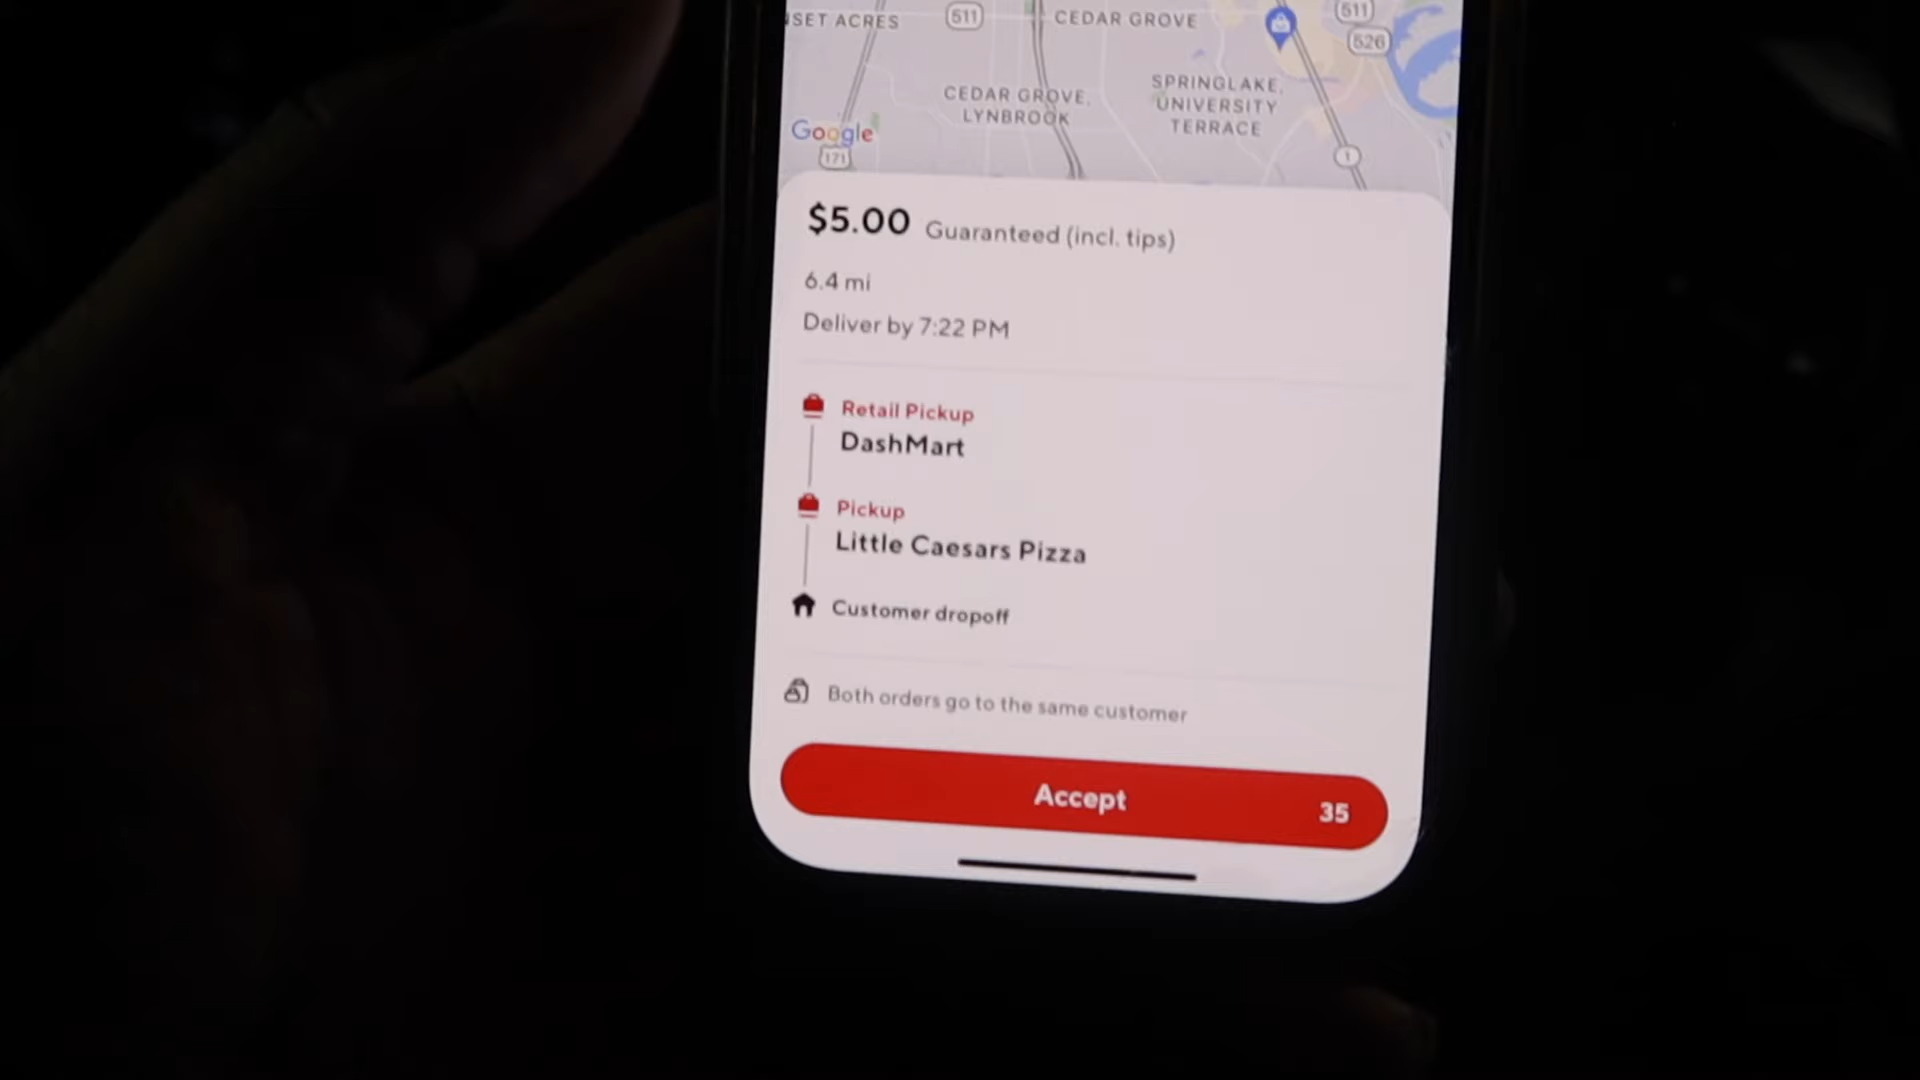 SET ACRES
511
CEDAR GROVE
511
526
CEDAR GROVE,
LYNBROOK
SPRINGLAKE,
UNIVERSITY
TERRACE
Google
171
1
$5.00 Guaranteed (incl. tips)
6.4 mi
Deliver by 7:22 PM
Retail Pickup
DashMart
Pickup
Little Caesars Pizza
Customer dropoff
Both orders go to the same customer
Accept 35